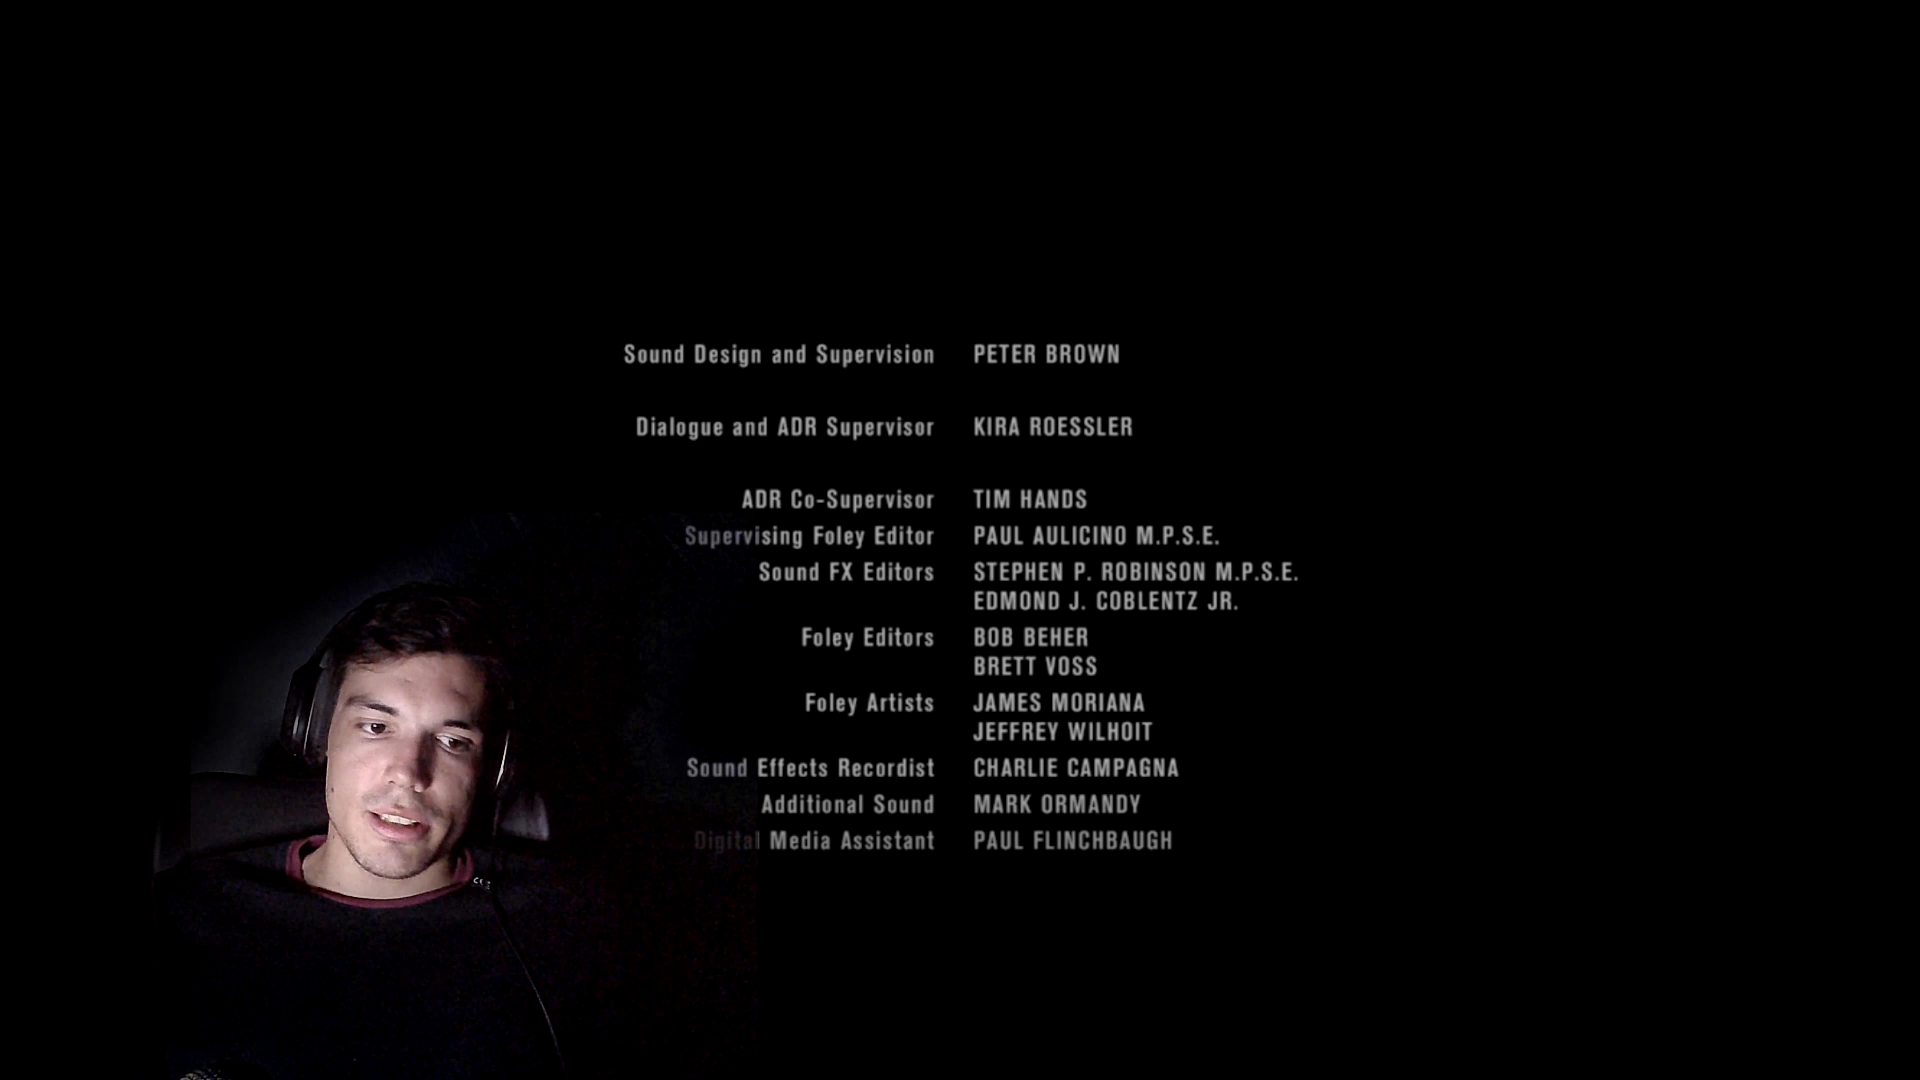 Sound Design and Supervision PETER BROWN
Dialogue and ADR Supervisor KIRA ROESSLER
ADR Co-Supervisor TIM HANDS
Supervising Foley Editor PAUL AULICINO M.P.S.E.
Sound FX Editors STEPHEN P. ROBINSON M.P.S.E.
EDMOND J. COBLENTZ JR.
Foley Editors BOB BEHER
BRETT VOSS
Foley Artists JAMES MORIANA
JEFFREY WILHOIT
Sound Effects Recordist CHARLIE CAMPAGNA
Additional Sound MARK ORMANDY
Digital Media Assistant PAUL FLINCHBAUGH